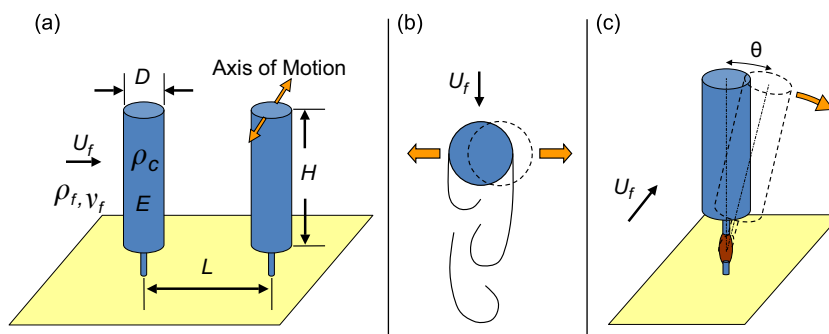 (a)
D
Axis of Motion
U_f
ρ_c
H
ρ_f, ν_f
E
L
(b)
U_f
(c)
θ
U_f